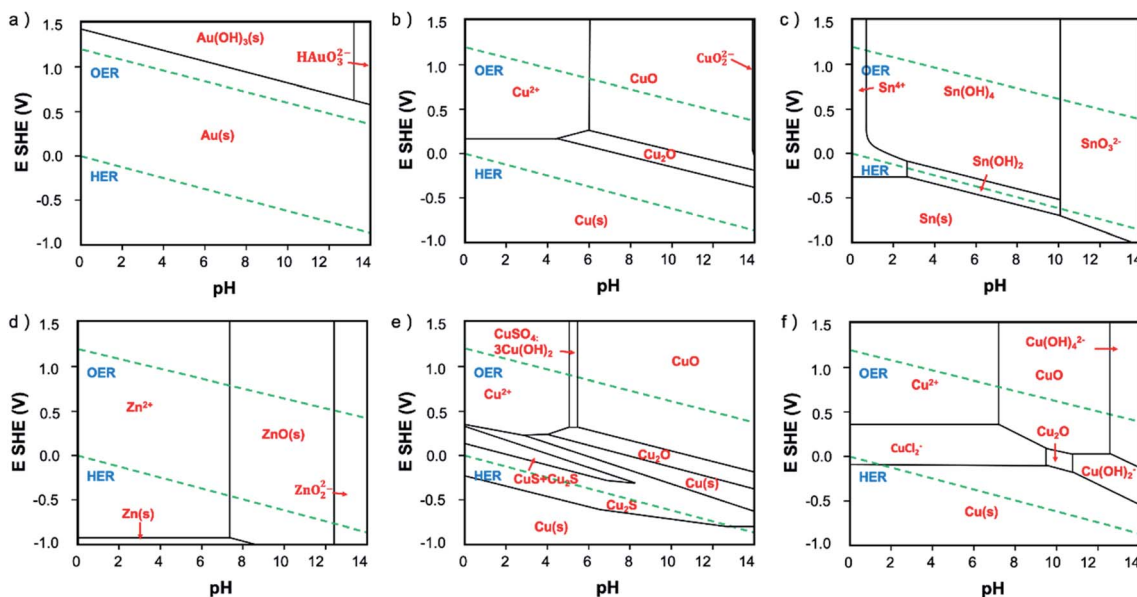 a )
E SHE (V)
1.5
1.0
0.5
0.0
-0.5
-1.0
Au(OH)₃(s)
HAuO₃²⁻
OER
Au(s)
HER
0 2 4 6 8 10 12 14
pH
b )
E SHE (V)
1.5
1.0
0.5
0.0
-0.5
-1.0
CuO₂²⁻
OER
CuO
Cu²⁺
Cu₂O
HER
Cu(s)
0 2 4 6 8 10 12 14
pH
c )
E SHE (V)
1.5
1.0
0.5
0.0
-0.5
-1.0
OER
Sn⁴⁺
Sn(OH)₄
SnO₃²⁻
Sn(OH)₂
HER
Sn(s)
0 2 4 6 8 10 12 14
pH
d )
E SHE (V)
1.5
1.0
0.5
0.0
-0.5
-1.0
OER
Zn²⁺
ZnO(s)
HER
ZnO₂²⁻
Zn(s)
0 2 4 6 8 10 12 14
pH
e )
E SHE (V)
1.5
1.0
0.5
0.0
-0.5
-1.0
CuSO₄:
3Cu(OH)₂
CuO
OER
Cu²⁺
Cu₂O
HER
CuS+Cu₂S
Cu(s)
Cu₂S
Cu(s)
0 2 4 6 8 10 12 14
pH
f )
E SHE (V)
1.5
1.0
0.5
0.0
-0.5
-1.0
Cu(OH)₄²⁻
OER
CuO
Cu²⁺
Cu₂O
CuCl₂⁻
HER
Cu(OH)₂⁻
Cu(s)
0 2 4 6 8 10 12 14
pH